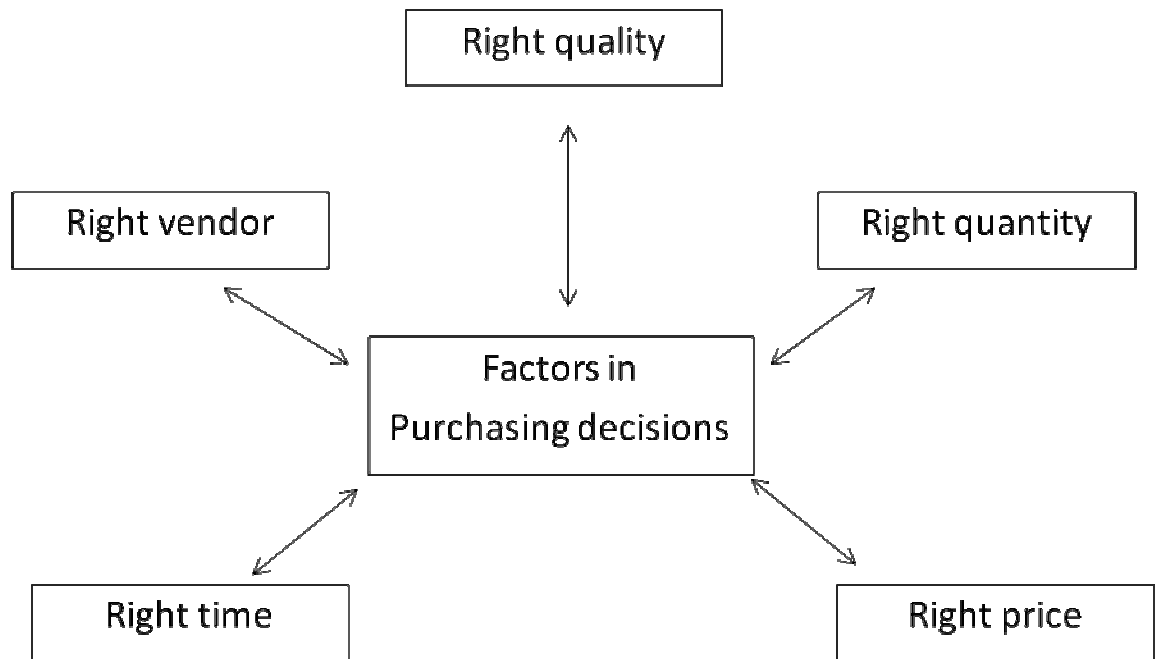 Right quality
Right vendor
Right quantity
Factors in
Purchasing decisions
Right time
Right price